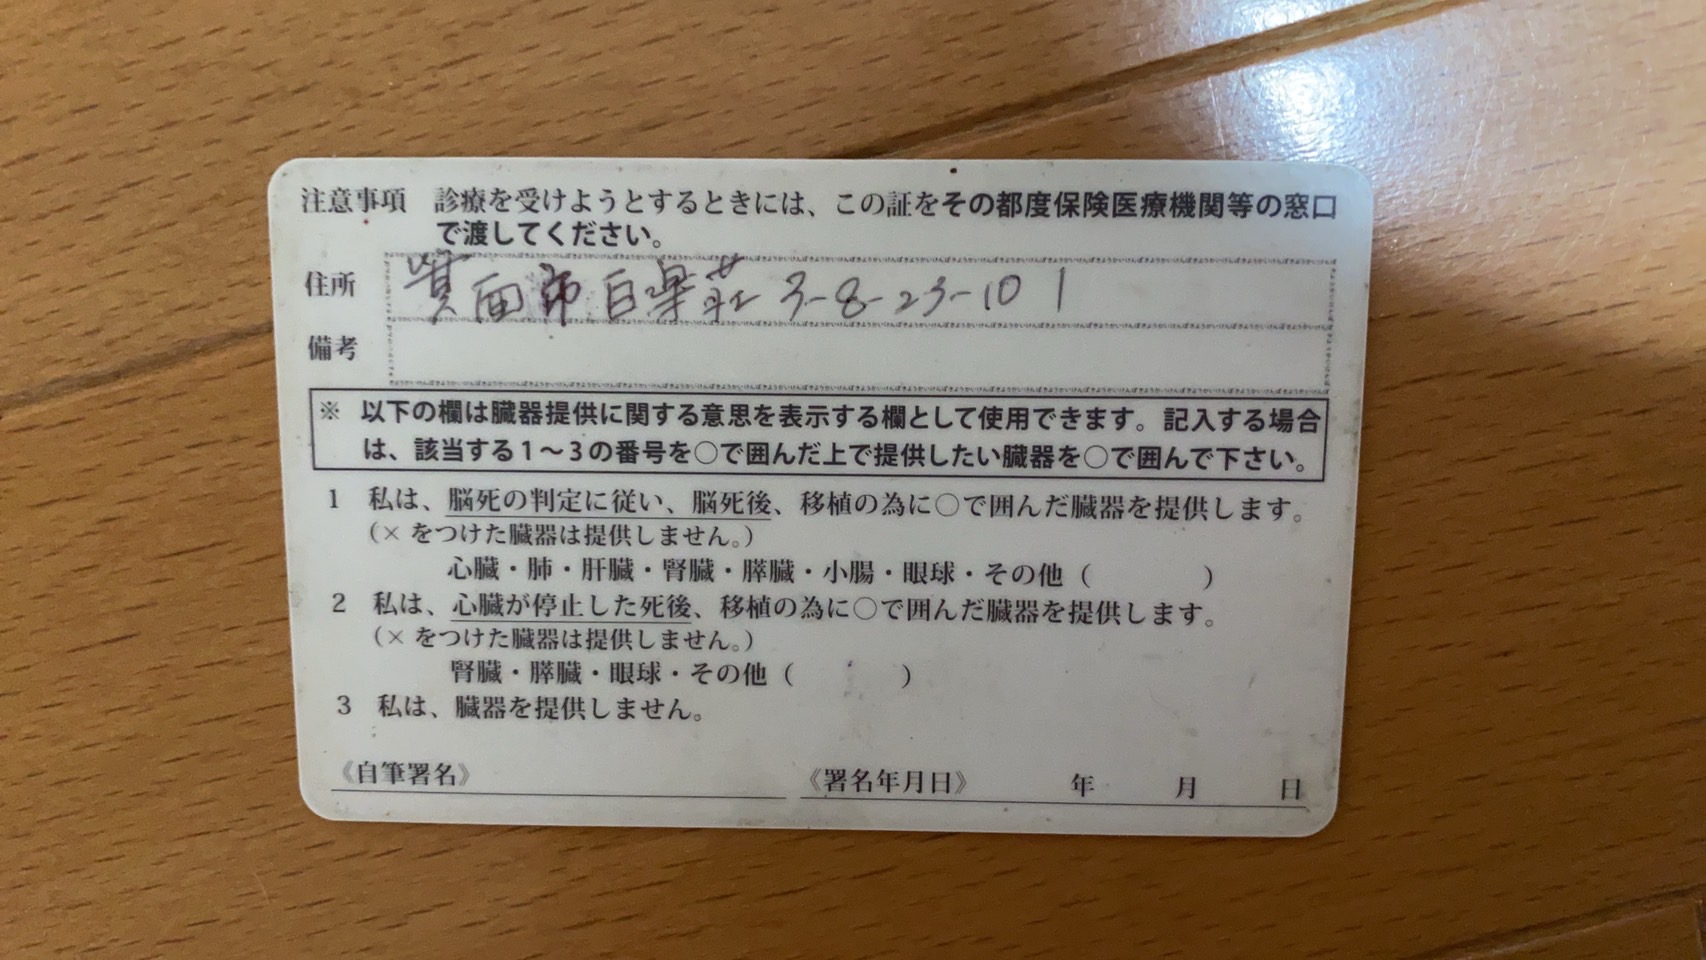 注意事項　診療を受けようとするときには、この証をその都度保険医療機関等の窓口
で渡してください。
住所　箕面市百楽荘3-8-23-101
備考
※　以下の欄は臓器提供に関する意思を表示する欄として使用できます。記入する場合
は、該当する1～3の番号を○で囲んだ上で提供したい臓器を○で囲んで下さい。
1　私は、脳死の判定に従い、脳死後、移植の為に○で囲んだ臓器を提供します。
（×をつけた臓器は提供しません。）
心臓・肺・肝臓・腎臓・膵臓・小腸・眼球・その他（　　　　）
2　私は、心臓が停止した死後、移植の為に○で囲んだ臓器を提供します。
（×をつけた臓器は提供しません。）
腎臓・膵臓・眼球・その他（　　　　）
3　私は、臓器を提供しません。
《自筆署名》　《署名年月日》　年　月　日